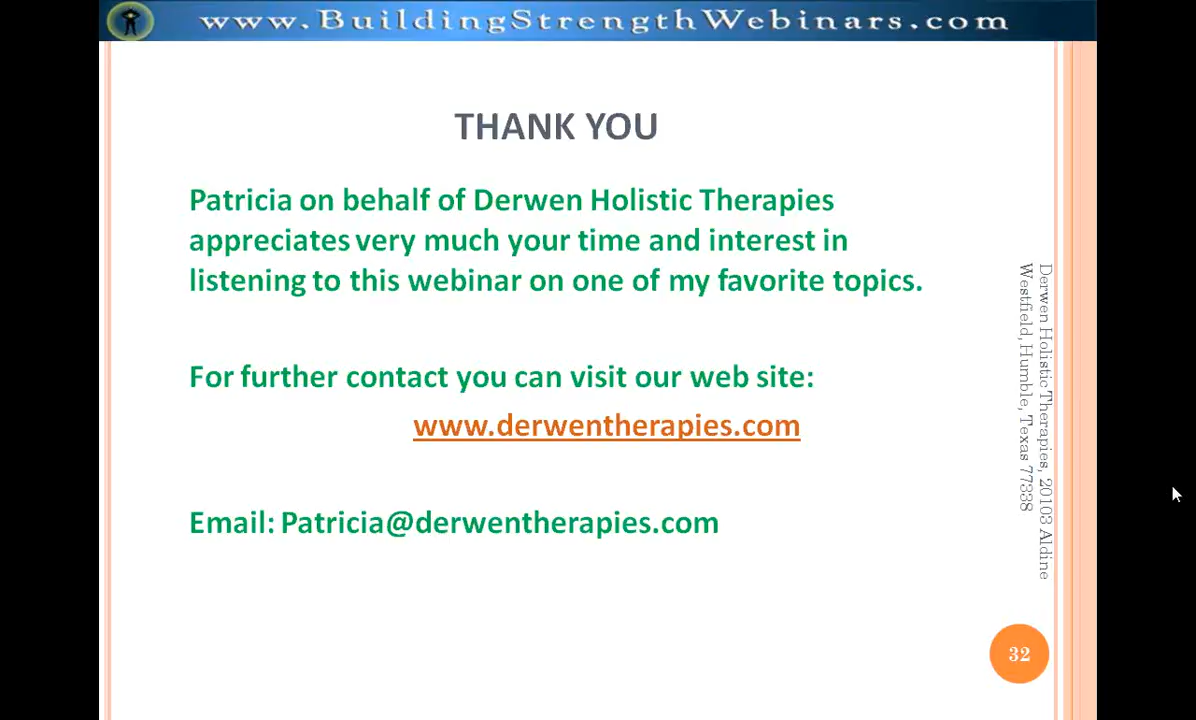 www.BuildingStrengthWebinars.com
THANK YOU
Patricia on behalf of Derwen Holistic Therapies
appreciates very much your time and interest in
listening to this webinar on one of my favorite topics.
For further contact you can visit our web site:
www.derwentherapies.com
Email: Patricia@derwentherapies.com
Derwen Holistic Therapies, 20103 Aldine
Westfield, Humble, Texas 77338
32